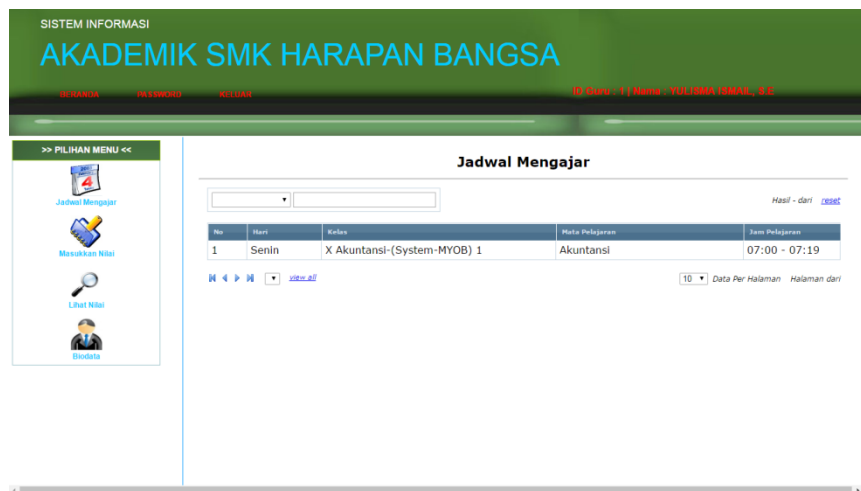 SISTEM INFORMASI
AKADEMIK SMK HARAPAN BANGSA
BERANDA PASSWORD KELUAR ID Guru : 1 | Nama : YULISMA ISMAIL, S.E
>> PILIHAN MENU <<
Jadwal Mengajar
Masukkan Nilai
Lihat Nilai
Biodata
Jadwal Mengajar
Hasil - dari reset
No Hari Kelas Mata Pelajaran Jam Pelajaran
1 Senin X Akuntansi-(System-MYOB) 1 Akuntansi 07:00 - 07:19
view all 10 Data Per Halaman Halaman dari